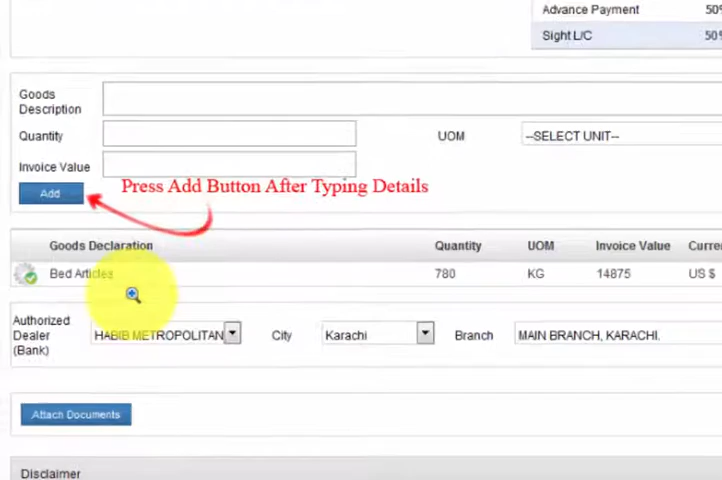 Advance Payment 50%
Sight L/C 50%
Goods
Description
Quantity UOM --SELECT UNIT--
Invoice Value
Press Add Button After Typing Details
Add
Goods Declaration Quantity UOM Invoice Value Curre
Bed Articles 780 KG 14875 US $
Authorized
Dealer
(Bank)
HABIB METROPOLITAN City Karachi Branch MAIN BRANCH, KARACHI.
Attach Documents
Disclaimer